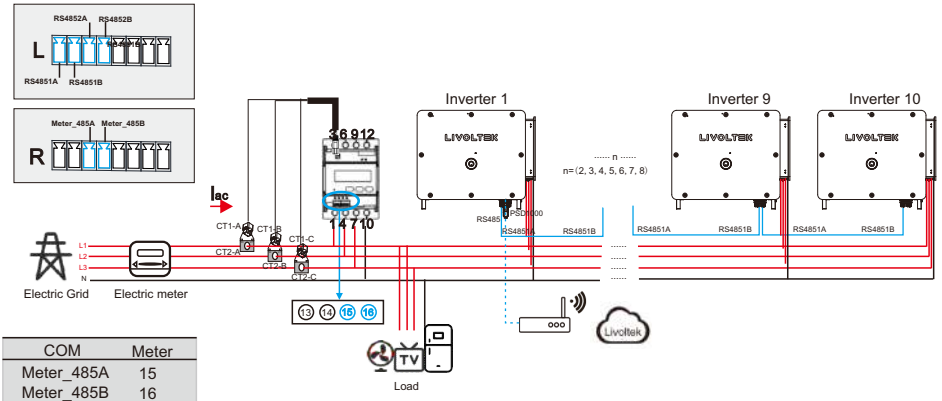 RS4852A RS4852B
RS4851B
L
RS4851A RS4851B
Meter_485A Meter_485B
R
Iac
3 6 9 12
1 4 7 10
CT1-A
CT1-B
CT1-C
CT2-A
CT2-B
CT2-C
L1
L2
L3
N
Electric Grid
Electric meter
13 14 15 16
Inverter 1
LIVOLTEK
RS485
PSD1000
RS4851A
RS4851B
...... n ......
n=(2, 3, 4, 5, 6, 7, 8)
Inverter 9
LIVOLTEK
RS4851A
RS4851B
Inverter 10
LIVOLTEK
RS4851A
RS4851B
TV
Load
Livoltek
COM Meter
Meter_485A 15
Meter_485B 16